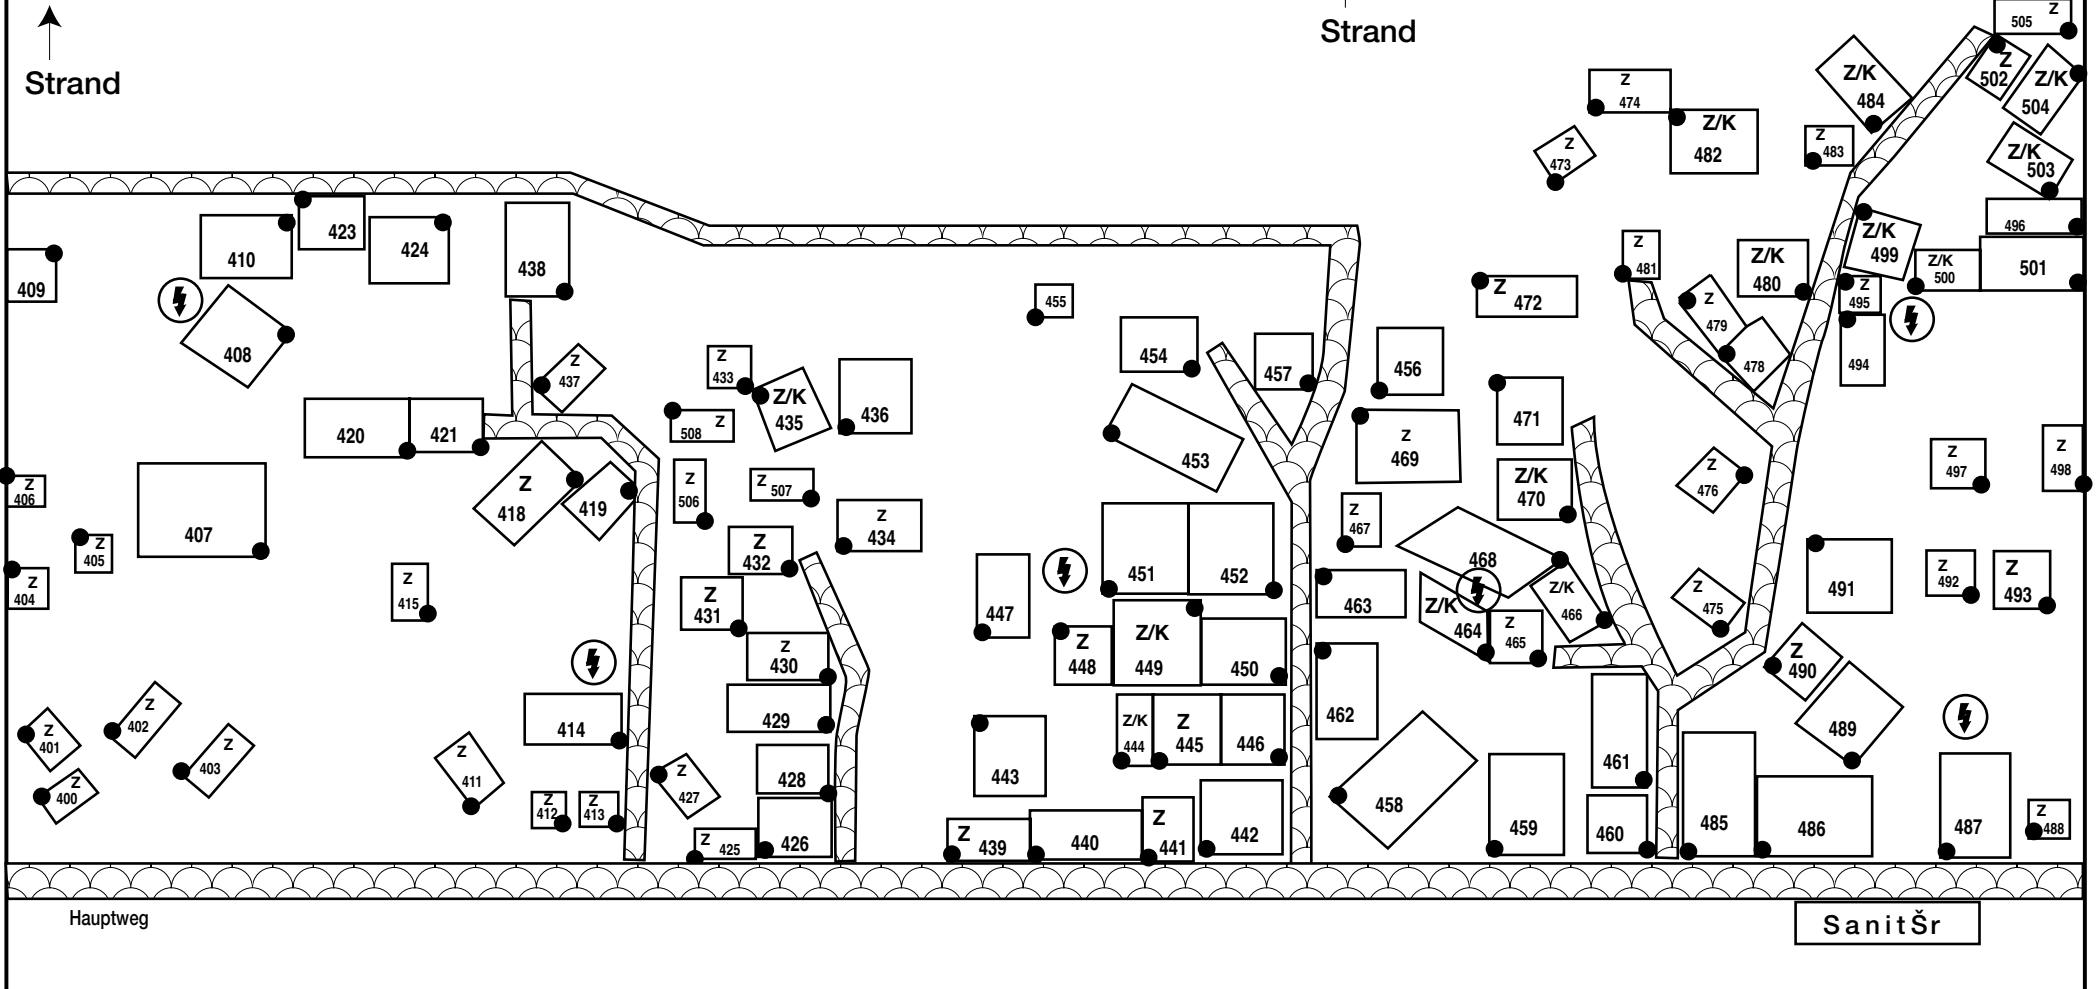 Strand
Strand
Z
505
Z
502
Z/K
504
Z/K
484
Z
474
Z/K
482
Z
473
Z
483
Z/K
503
496
423
410
424
438
409
Z/K
499
Z/K
500
501
Z
481
Z/K
480
Z
495
Z
472
Z
479
478
494
455
408
454
457
456
Z
437
Z
433
Z/K
435
436
471
Z
508
420
421
453
Z
469
Z
406
407
Z
418
419
Z
506
Z
507
Z
434
Z/K
470
Z
476
Z
497
Z
498
Z
467
Z
405
Z
404
Z
415
Z
432
Z
431
447
451
452
463
468
Z/K
464
Z
465
Z/K
466
Z
475
491
Z
492
Z
493
Z
430
Z
448
Z/K
449
450
462
Z
490
Z
401
Z
402
Z
403
414
429
Z/K
444
Z
445
446
461
489
Z
400
Z
411
Z
412
Z
413
Z
427
428
443
458
Z
425
426
Z
439
440
Z
441
442
459
460
485
486
487
Z
488
Hauptweg
SanitŠr